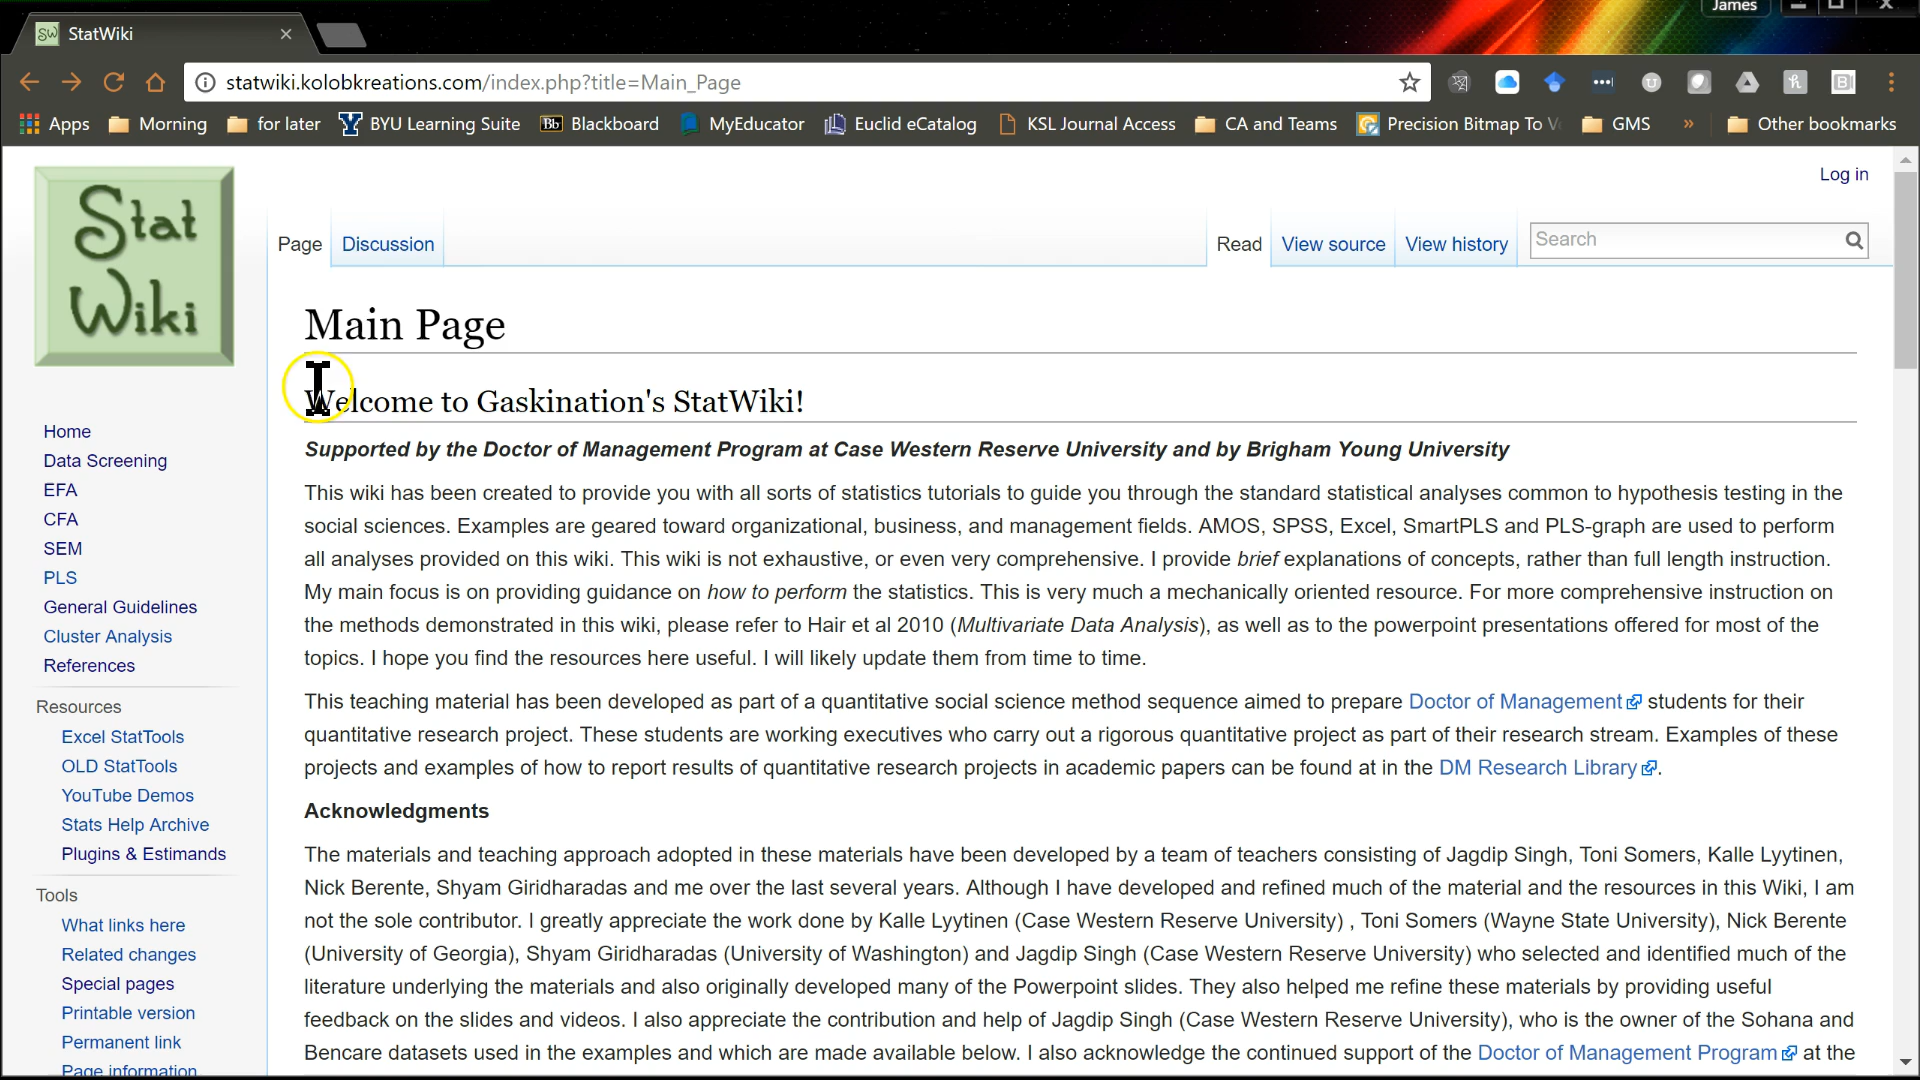 James
SW StatWiki
statwiki.kolobkreations.com/index.php?title=Main_Page
Apps Morning for later BYU Learning Suite Bb Blackboard MyEducator Euclid eCatalog KSL Journal Access CA and Teams Precision Bitmap To GMS » Other bookmarks
Log in
Stat
Wiki
Page Discussion Read View source View history Search
Main Page
Welcome to Gaskination's StatWiki!
Supported by the Doctor of Management Program at Case Western Reserve University and by Brigham Young University
This wiki has been created to provide you with all sorts of statistics tutorials to guide you through the standard statistical analyses common to hypothesis testing in the
social sciences. Examples are geared toward organizational, business, and management fields. AMOS, SPSS, Excel, SmartPLS and PLS-graph are used to perform
all analyses provided on this wiki. This wiki is not exhaustive, or even very comprehensive. I provide brief explanations of concepts, rather than full length instruction.
My main focus is on providing guidance on how to perform the statistics. This is very much a mechanically oriented resource. For more comprehensive instruction on
the methods demonstrated in this wiki, please refer to Hair et al 2010 (Multivariate Data Analysis), as well as to the powerpoint presentations offered for most of the
topics. I hope you find the resources here useful. I will likely update them from time to time.
This teaching material has been developed as part of a quantitative social science method sequence aimed to prepare Doctor of Management students for their
quantitative research project. These students are working executives who carry out a rigorous quantitative project as part of their research stream. Examples of these
projects and examples of how to report results of quantitative research projects in academic papers can be found at in the DM Research Library.
Acknowledgments
The materials and teaching approach adopted in these materials have been developed by a team of teachers consisting of Jagdip Singh, Toni Somers, Kalle Lyytinen,
Nick Berente, Shyam Giridharadas and me over the last several years. Although I have developed and refined much of the material and the resources in this Wiki, I am
not the sole contributor. I greatly appreciate the work done by Kalle Lyytinen (Case Western Reserve University) , Toni Somers (Wayne State University), Nick Berente
(University of Georgia), Shyam Giridharadas (University of Washington) and Jagdip Singh (Case Western Reserve University) who selected and identified much of the
literature underlying the materials and also originally developed many of the Powerpoint slides. They also helped me refine these materials by providing useful
feedback on the slides and videos. I also appreciate the contribution and help of Jagdip Singh (Case Western Reserve University), who is the owner of the Sohana and
Bencare datasets used in the examples and which are made available below. I also acknowledge the continued support of the Doctor of Management Program at the
Home
Data Screening
EFA
CFA
SEM
PLS
General Guidelines
Cluster Analysis
References
Resources
Excel StatTools
OLD StatTools
YouTube Demos
Stats Help Archive
Plugins & Estimands
Tools
What links here
Related changes
Special pages
Printable version
Permanent link
Page information